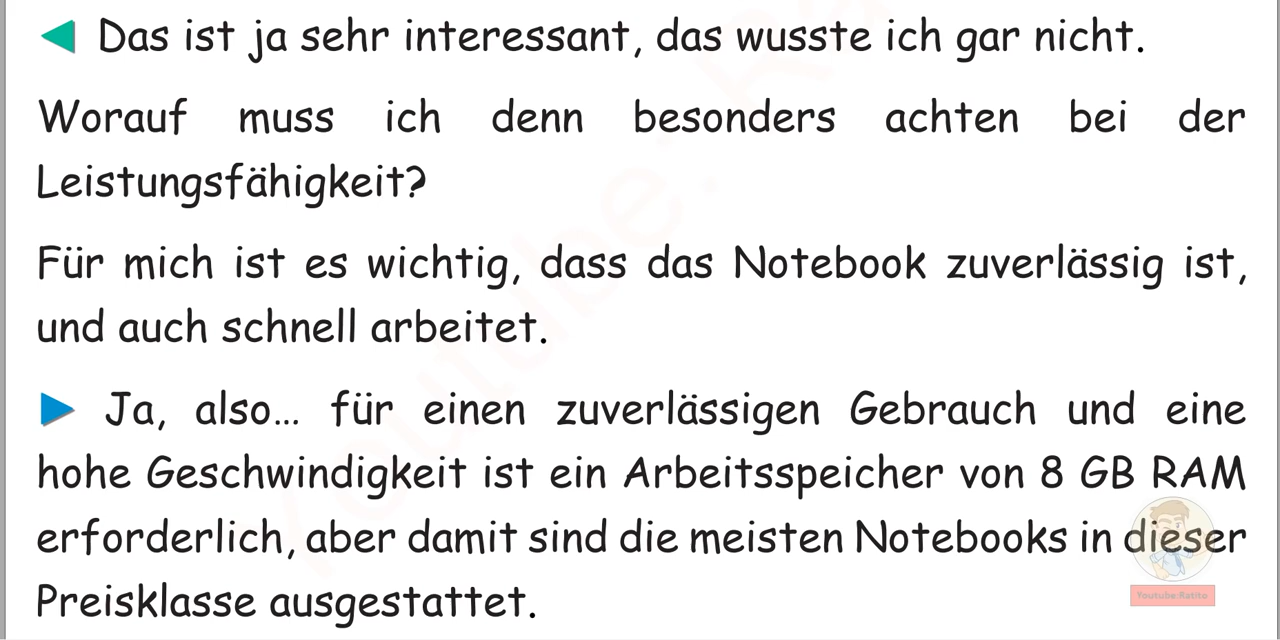 Das ist ja sehr interessant, das wusste ich gar nicht.
Worauf muss ich denn besonders achten bei der
Leistungsfähigkeit?
Für mich ist es wichtig, dass das Notebook zuverlässig ist,
und auch schnell arbeitet.
Ja, also... für einen zuverlässigen Gebrauch und eine
hohe Geschwindigkeit ist ein Arbeitsspeicher von 8 GB RAM
erforderlich, aber damit sind die meisten Notebooks in dieser
Preisklasse ausgestattet.
Youtube:Ratito